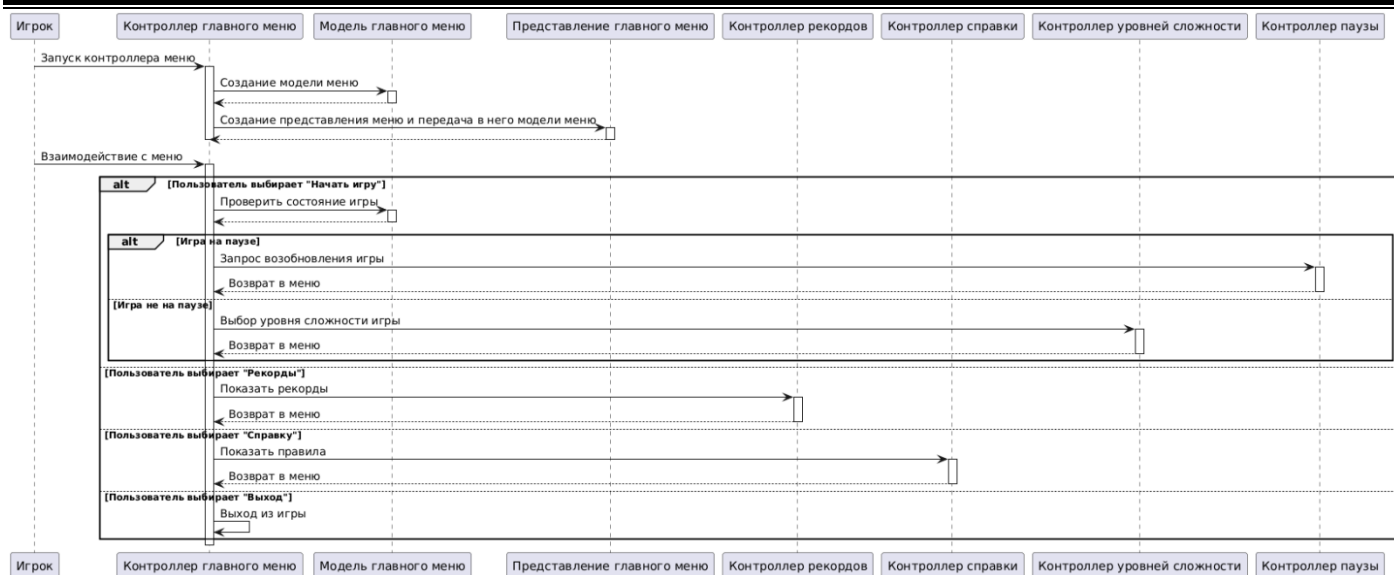 Игрок Контроллер главного меню Модель главного меню Представление главного меню Контроллер рекордов Контроллер справки Контроллер уровней сложности Контроллер паузы
Запуск контроллера меню
Создание модели меню
Создание представления меню и передача в него модели меню
Взаимодействие с меню
alt [Пользователь выбирает "Начать игру"]
Проверить состояние игры
alt [Игра на паузе]
Запрос возобновления игры
Возврат в меню
[Игра не на паузе]
Выбор уровня сложности игры
Возврат в меню
[Пользователь выбирает "Рекорды"]
Показать рекорды
Возврат в меню
[Пользователь выбирает "Справку"]
Показать правила
Возврат в меню
[Пользователь выбирает "Выход"]
Выход из игры
Игрок Контроллер главного меню Модель главного меню Представление главного меню Контроллер рекордов Контроллер справки Контроллер уровней сложности Контроллер паузы